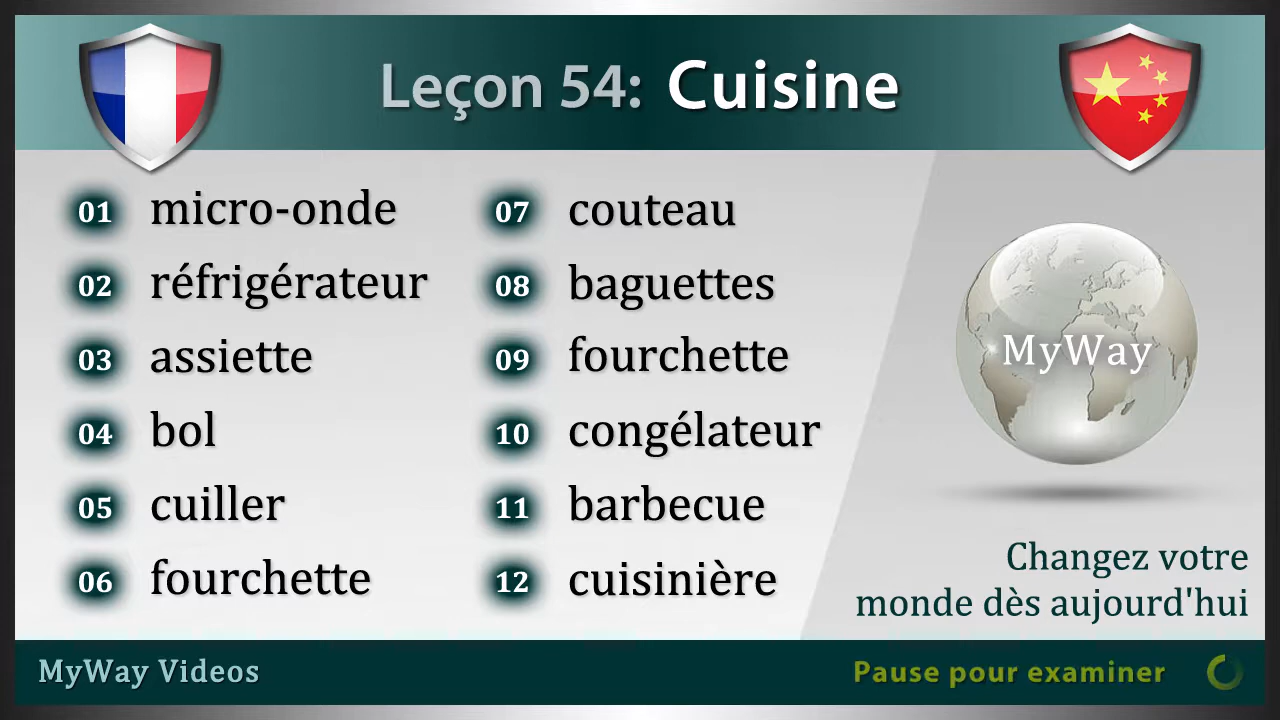 Leçon 54: Cuisine
01 micro-onde
02 réfrigérateur
03 assiette
04 bol
05 cuiller
06 fourchette
07 couteau
08 baguettes
09 fourchette
10 congélateur
11 barbecue
12 cuisinière
MyWay
Changez votre
monde dès aujourd'hui
MyWay Videos
Pause pour examiner